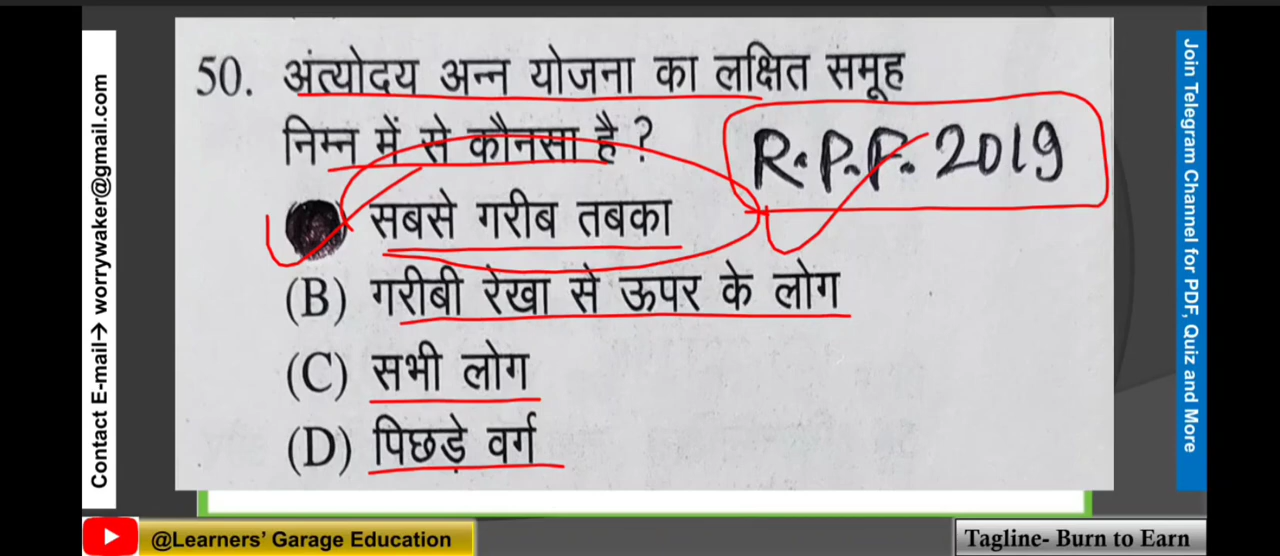 50. अंत्योदय अन्न योजना का लक्षित समूह
निम्न में से कौनसा है ?
R.P.F. 2019
सबसे गरीब तबका
(B) गरीबी रेखा से ऊपर के लोग
(C) सभी लोग
(D) पिछड़े वर्ग
Contact E-mail→ worrywaker@gmail.com
Join Telegram Channel for PDF, Quiz and More
@Learners’ Garage Education
Tagline- Burn to Earn